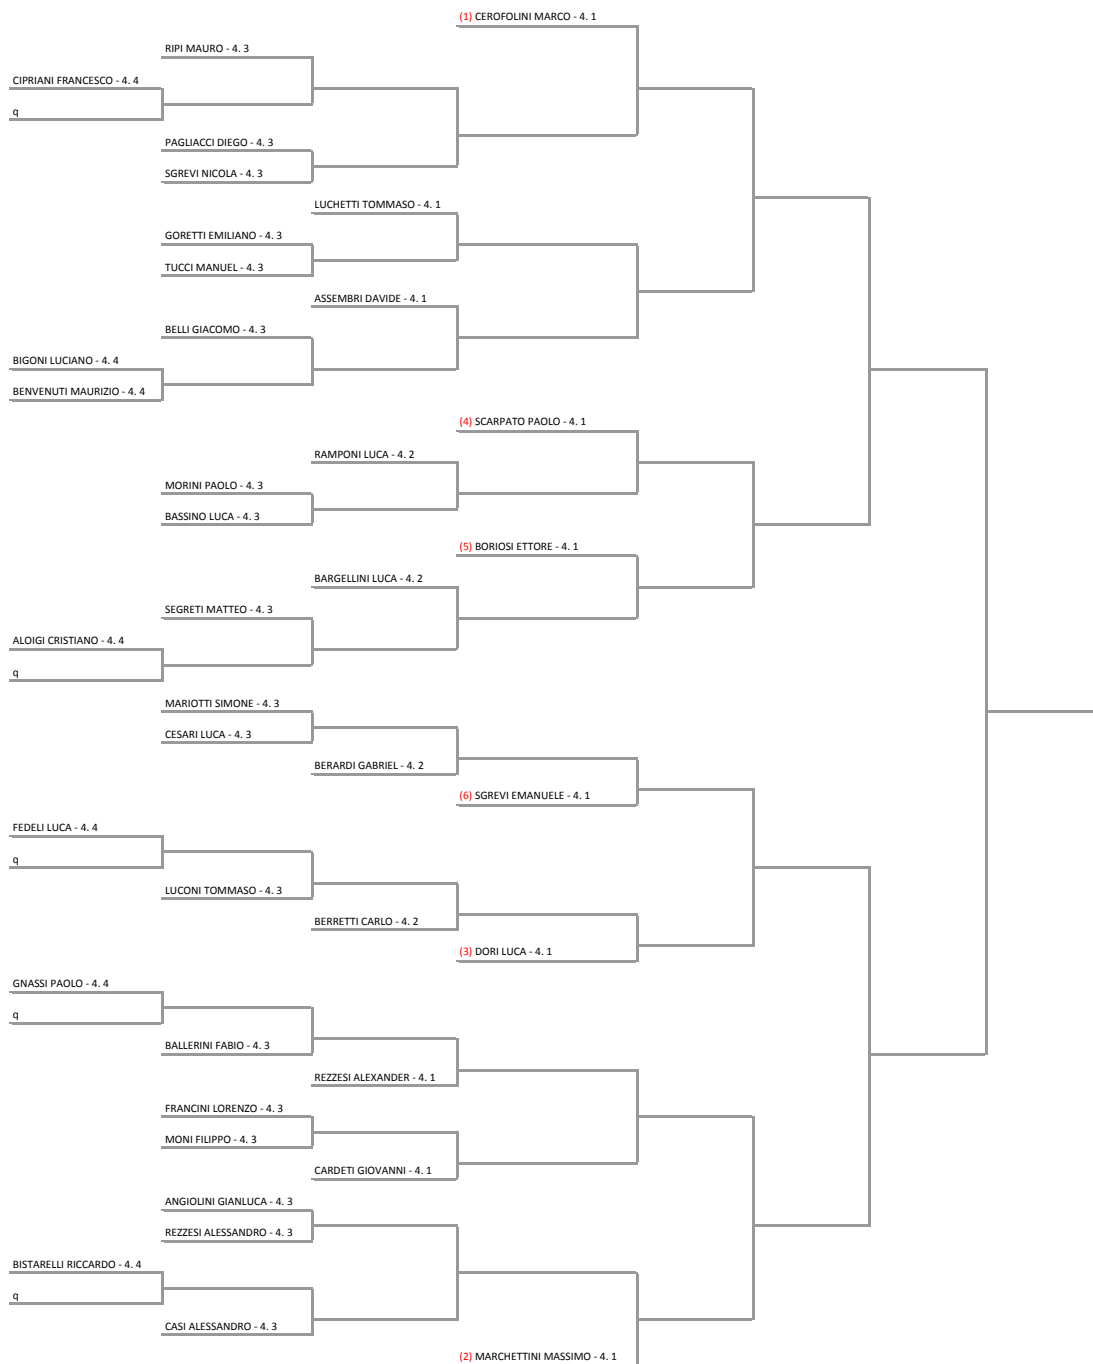 (1) CEROFOLINI MARCO - 4. 1
RIPI MAURO - 4. 3
CIPRIANI FRANCESCO - 4. 4
q
PAGLIACCI DIEGO - 4. 3
SGREVI NICOLA - 4. 3
LUCHETTI TOMMASO - 4. 1
GORETTI EMILIANO - 4. 3
TUCCI MANUEL - 4. 3
ASSEMBRI DAVIDE - 4. 1
BELLI GIACOMO - 4. 3
BIGONI LUCIANO - 4. 4
BENVENUTI MAURIZIO - 4. 4
(4) SCARPATO PAOLO - 4. 1
RAMPONI LUCA - 4. 2
MORINI PAOLO - 4. 3
BASSINO LUCA - 4. 3
(5) BORIOSI ETTORE - 4. 1
BARGELLINI LUCA - 4. 2
SEGRETI MATTEO - 4. 3
ALOIGI CRISTIANO - 4. 4
q
MARIOTTI SIMONE - 4. 3
CESARI LUCA - 4. 3
BERARDI GABRIEL - 4. 2
(6) SGREVI EMANUELE - 4. 1
FEDELI LUCA - 4. 4
q
LUCONI TOMMASO - 4. 3
BERRETTI CARLO - 4. 2
(3) DORI LUCA - 4. 1
GNASSI PAOLO - 4. 4
q
BALLERINI FABIO - 4. 3
REZZESI ALEXANDER - 4. 1
FRANCINI LORENZO - 4. 3
MONI FILIPPO - 4. 3
CARDETI GIOVANNI - 4. 1
ANGIOLINI GIANLUCA - 4. 3
REZZESI ALESSANDRO - 4. 3
BISTARELLI RICCARDO - 4. 4
q
CASI ALESSANDRO - 4. 3
(2) MARCHETTINI MASSIMO - 4. 1